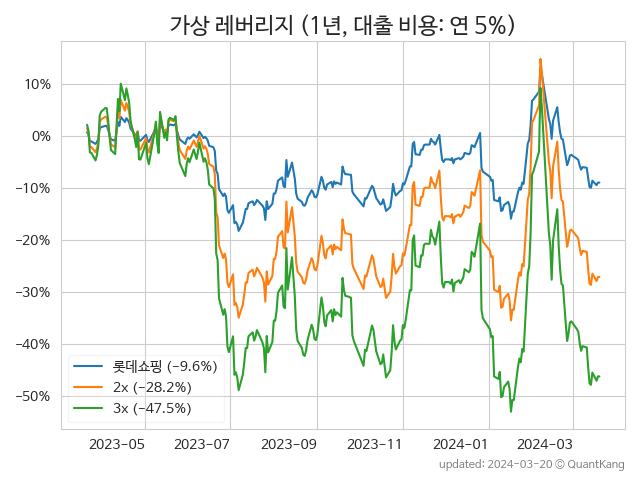 가상 레버리지 (1년, 대출 비용: 연 5%)
10%
0%
−10%
−20%
−30%
−40%
−50%
롯데쇼핑 (−9.6%)
2x (−28.2%)
3x (−47.5%)
2023-05 2023-07 2023-09 2023-11 2024-01 2024-03
updated: 2024-03-20 © QuantKang